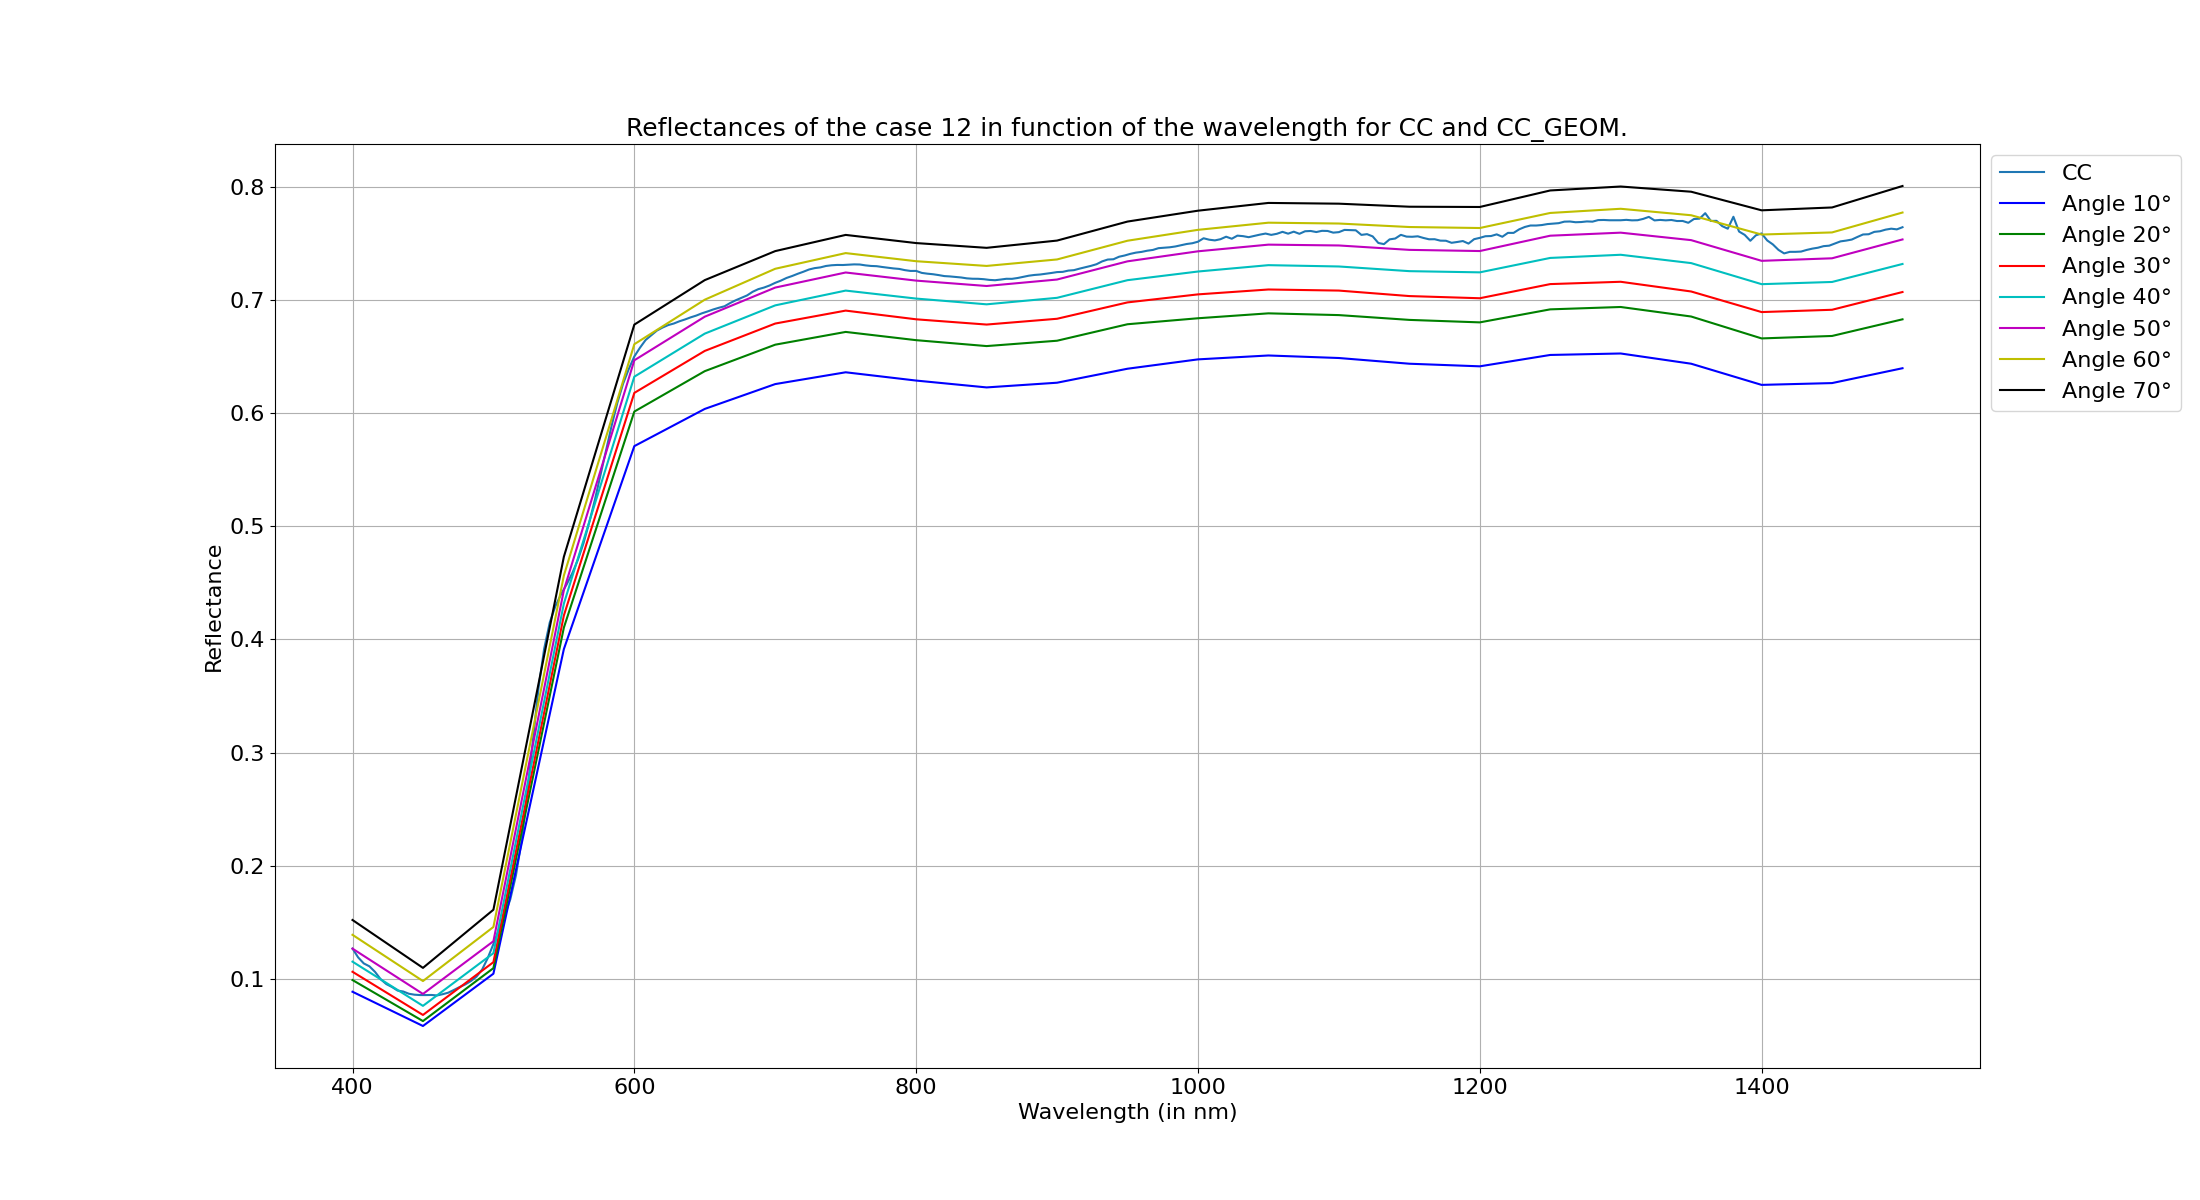 Reflectances of the case 12 in function of the wavelength for CC and CC_GEOM.
0.8
0.7
0.6
0.5
0.4
0.3
0.2
0.1
Reflectance
400 600 800 1000 1200 1400
Wavelength (in nm)
CC
Angle 10°
Angle 20°
Angle 30°
Angle 40°
Angle 50°
Angle 60°
Angle 70°